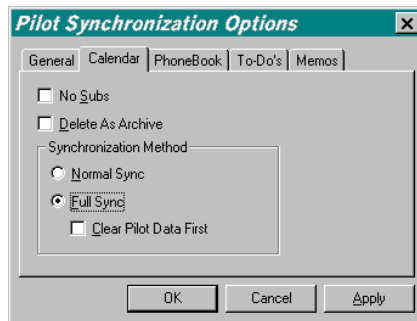 Pilot Synchronization Options
General Calendar PhoneBook To-Do's Memos
No Subs
Delete As Archive
Synchronization Method
Normal Sync
Full Sync
Clear Pilot Data First
OK Cancel Apply